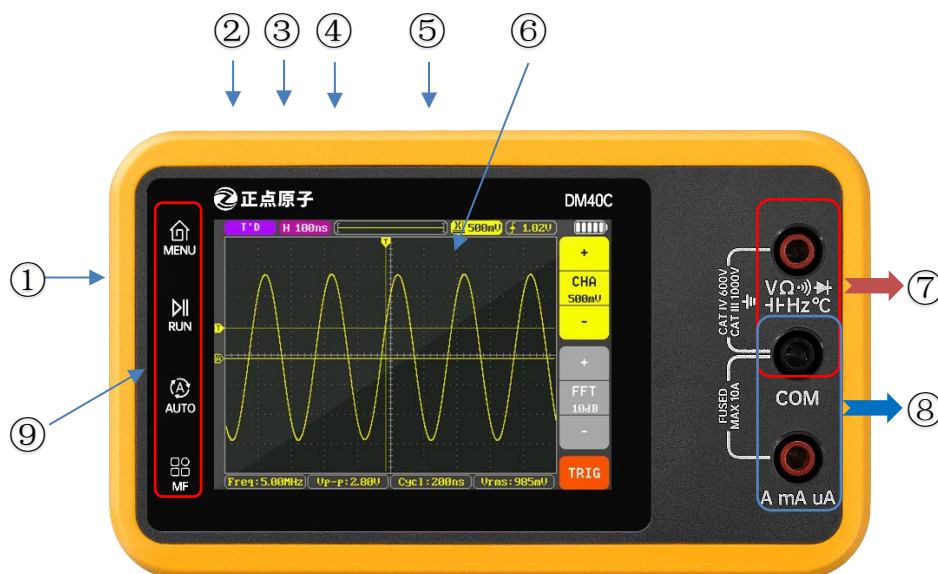 ② ③ ④ ⑤ ⑥
正点原子 DM40C
T'D H 100ns 500mV 1.02V
MENU
+
CHA
500mV
-
① ⑦
CAT IV 600V
CAT III 1000V
VΩ
Hz℃
RUN
T
A
+
FFT
10dB
-
AUTO
COM
⑧
⑨
FUSED
MAX 10A
TRIG
MF
Freq:5.00MHz Vp-p:2.80V Cycl:200ns Vrms:985mV
A mA uA